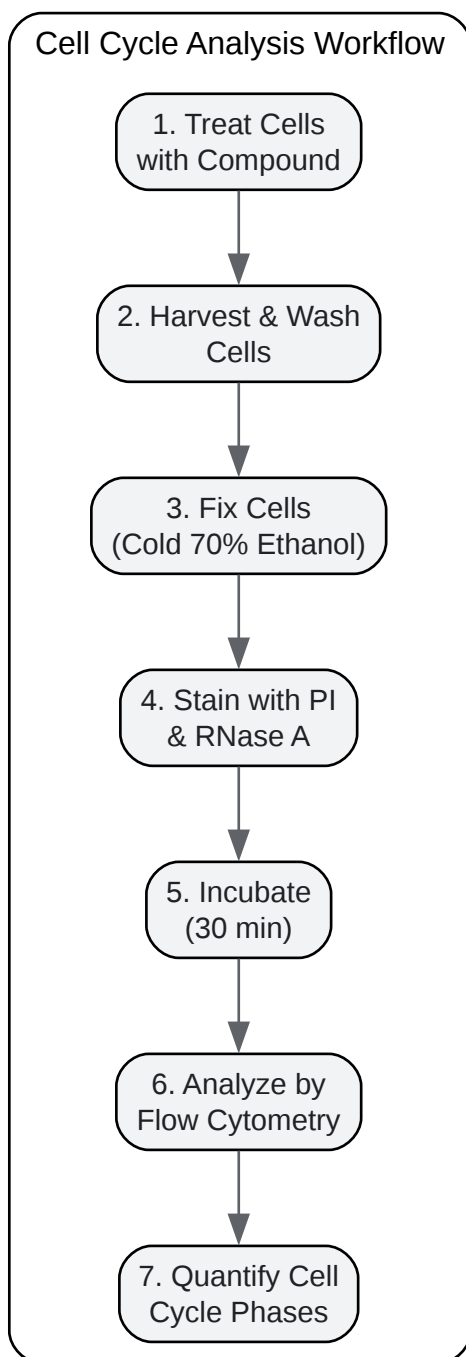 Cell Cycle Analysis Workflow
1. Treat Cells
with Compound
2. Harvest & Wash
Cells
3. Fix Cells
(Cold 70% Ethanol)
4. Stain with PI
& RNase A
5. Incubate
(30 min)
6. Analyze by
Flow Cytometry
7. Quantify Cell
Cycle Phases